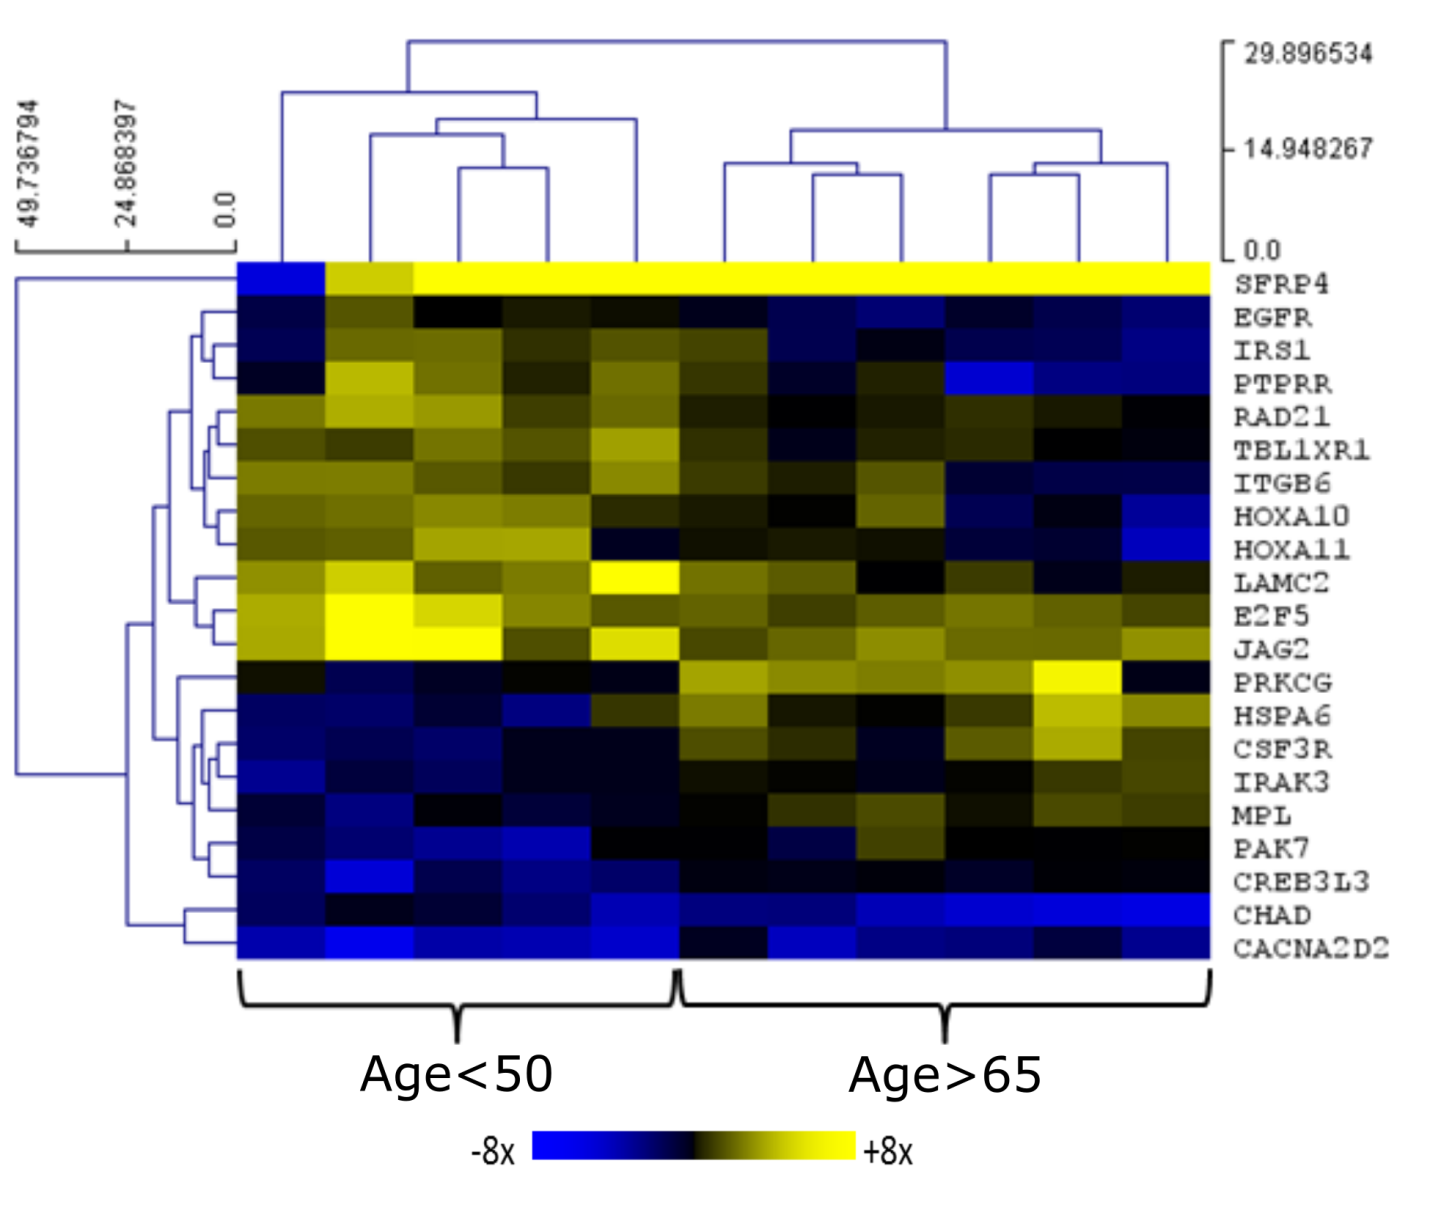 29.896534
14.948267
0.0
49.736794
24.868397
0.0
SFRP4
EGFR
IRS1
PTPRR
RAD21
TBL1XR1
ITGB6
HOXA10
HOXA11
LAMC2
E2F5
JAG2
PRKCG
HSPA6
CSF3R
IRAK3
MPL
PAK7
CREB3L3
CHAD
CACNA2D2
Age<50
Age>65
-8x
+8x